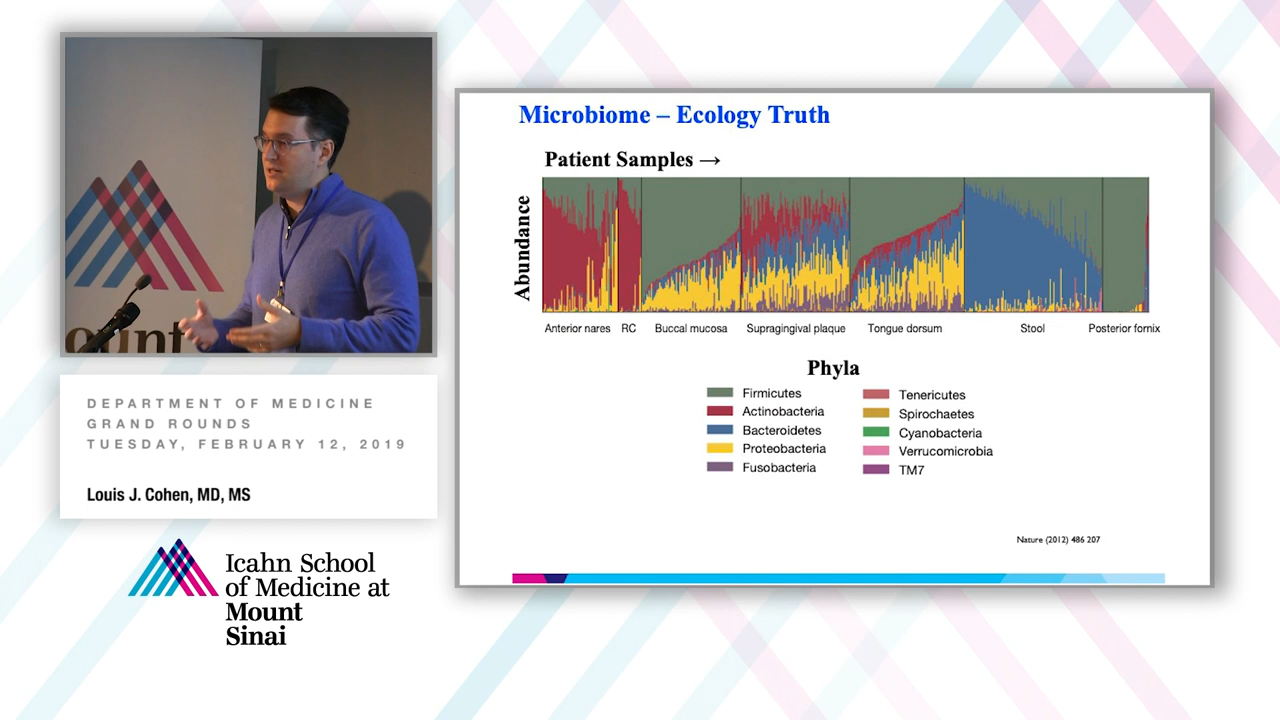 ount
DEPARTMENT OF MEDICINE
GRAND ROUNDS
TUESDAY, FEBRUARY 12, 2019
Louis J. Cohen, MD, MS
Icahn School
of Medicine at
Mount
Sinai
Microbiome – Ecology Truth
Patient Samples →
Abundance
Anterior nares RC Buccal mucosa Supragingival plaque Tongue dorsum Stool Posterior fornix
Phyla
Firmicutes
Actinobacteria
Bacteroidetes
Proteobacteria
Fusobacteria
Tenericutes
Spirochaetes
Cyanobacteria
Verrucomicrobia
TM7
Nature (2012) 486 207